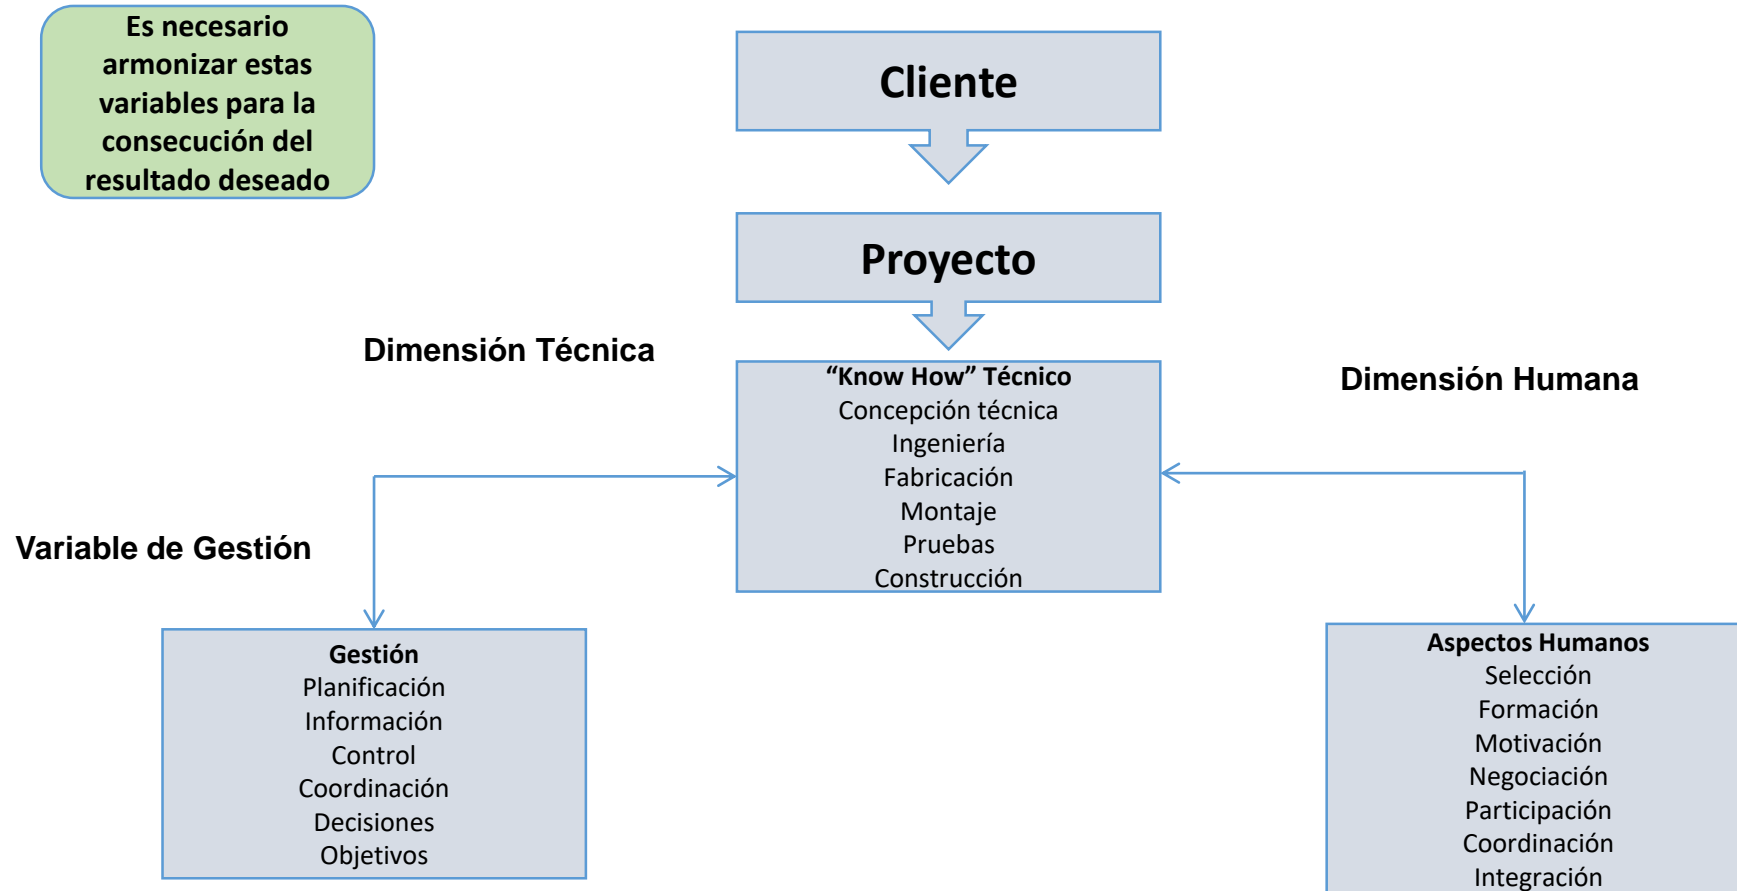 Es necesario
armonizar estas
variables para la
consecución del
resultado deseado
Cliente
Proyecto
Dimensión Técnica
“Know How” Técnico
Concepción técnica
Ingeniería
Fabricación
Montaje
Pruebas
Construcción
Dimensión Humana
Variable de Gestión
Gestión
Planificación
Información
Control
Coordinación
Decisiones
Objetivos
Aspectos Humanos
Selección
Formación
Motivación
Negociación
Participación
Coordinación
Integración